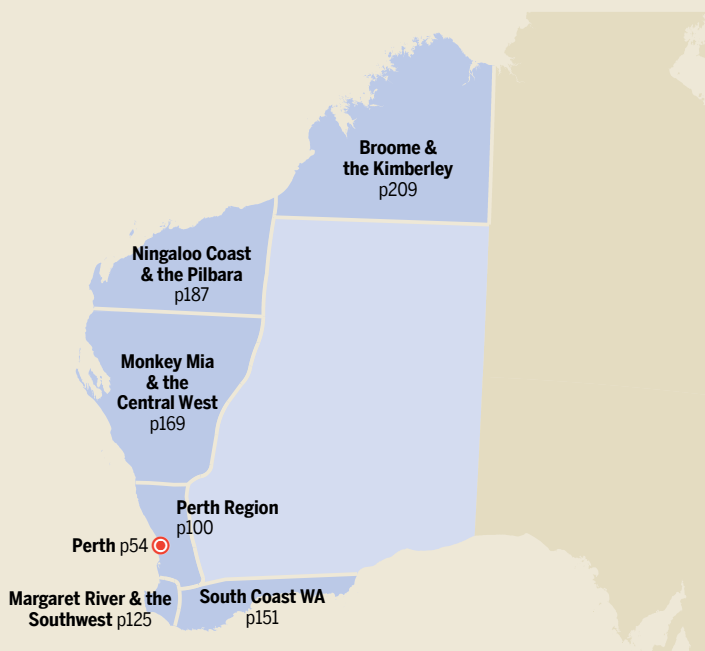 Broome &
the Kimberley
p209
Ningaloo Coast
& the Pilbara
p187
Monkey Mia
& the
Central West
p169
Perth Region
p100
Perth p54
Margaret River & the
Southwest p125
South Coast WA
p151